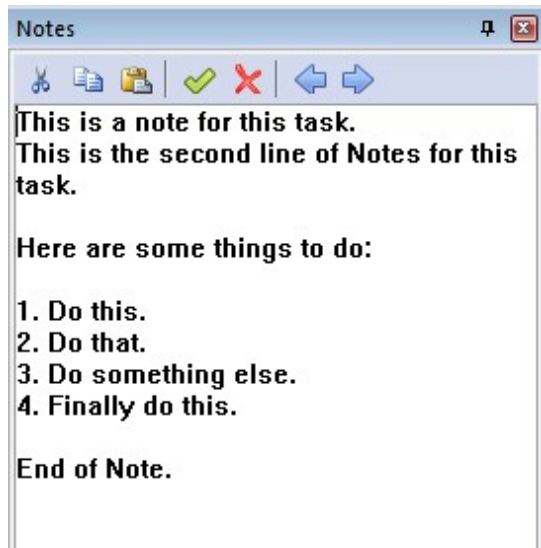 Notes
This is a note for this task.
This is the second line of Notes for this
task.
Here are some things to do:
1. Do this.
2. Do that.
3. Do something else.
4. Finally do this.
End of Note.